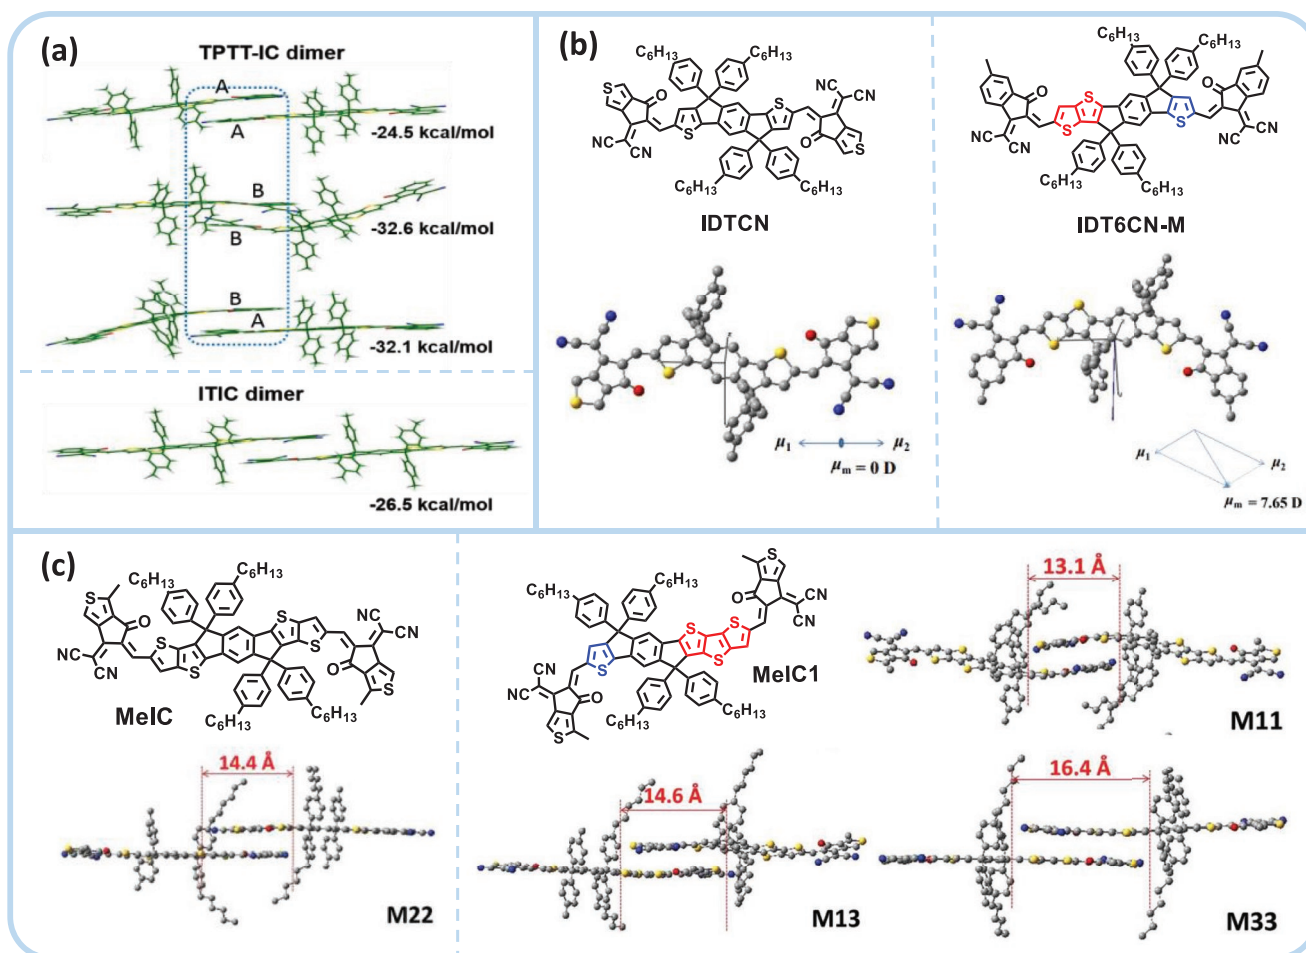 (a)
TPTT-IC dimer
A
A
-24.5 kcal/mol
B
B
-32.6 kcal/mol
B
A
-32.1 kcal/mol
ITIC dimer
-26.5 kcal/mol
(b)
C6H13
C6H13
S
O
CN
NC
S
S
NC
CN
O
S
C6H13
C6H13
IDTCN
μ1
μ2
μm = 0 D
C6H13
C6H13
O
S
S
S
NC
CN
O
CN
NC
C6H13
C6H13
IDT6CN-M
μ1
μ2
μm = 7.65 D
(c)
C6H13
C6H13
S
O
NC
CN
S
S
S
S
NC
CN
O
S
C6H13
C6H13
MeIC
14.4 Å
M22
C6H13
C6H13
S
O
CN
CN
S
S
S
S
NC
CN
O
S
C6H13
C6H13
MeIC1
13.1 Å
M11
14.6 Å
M13
16.4 Å
M33